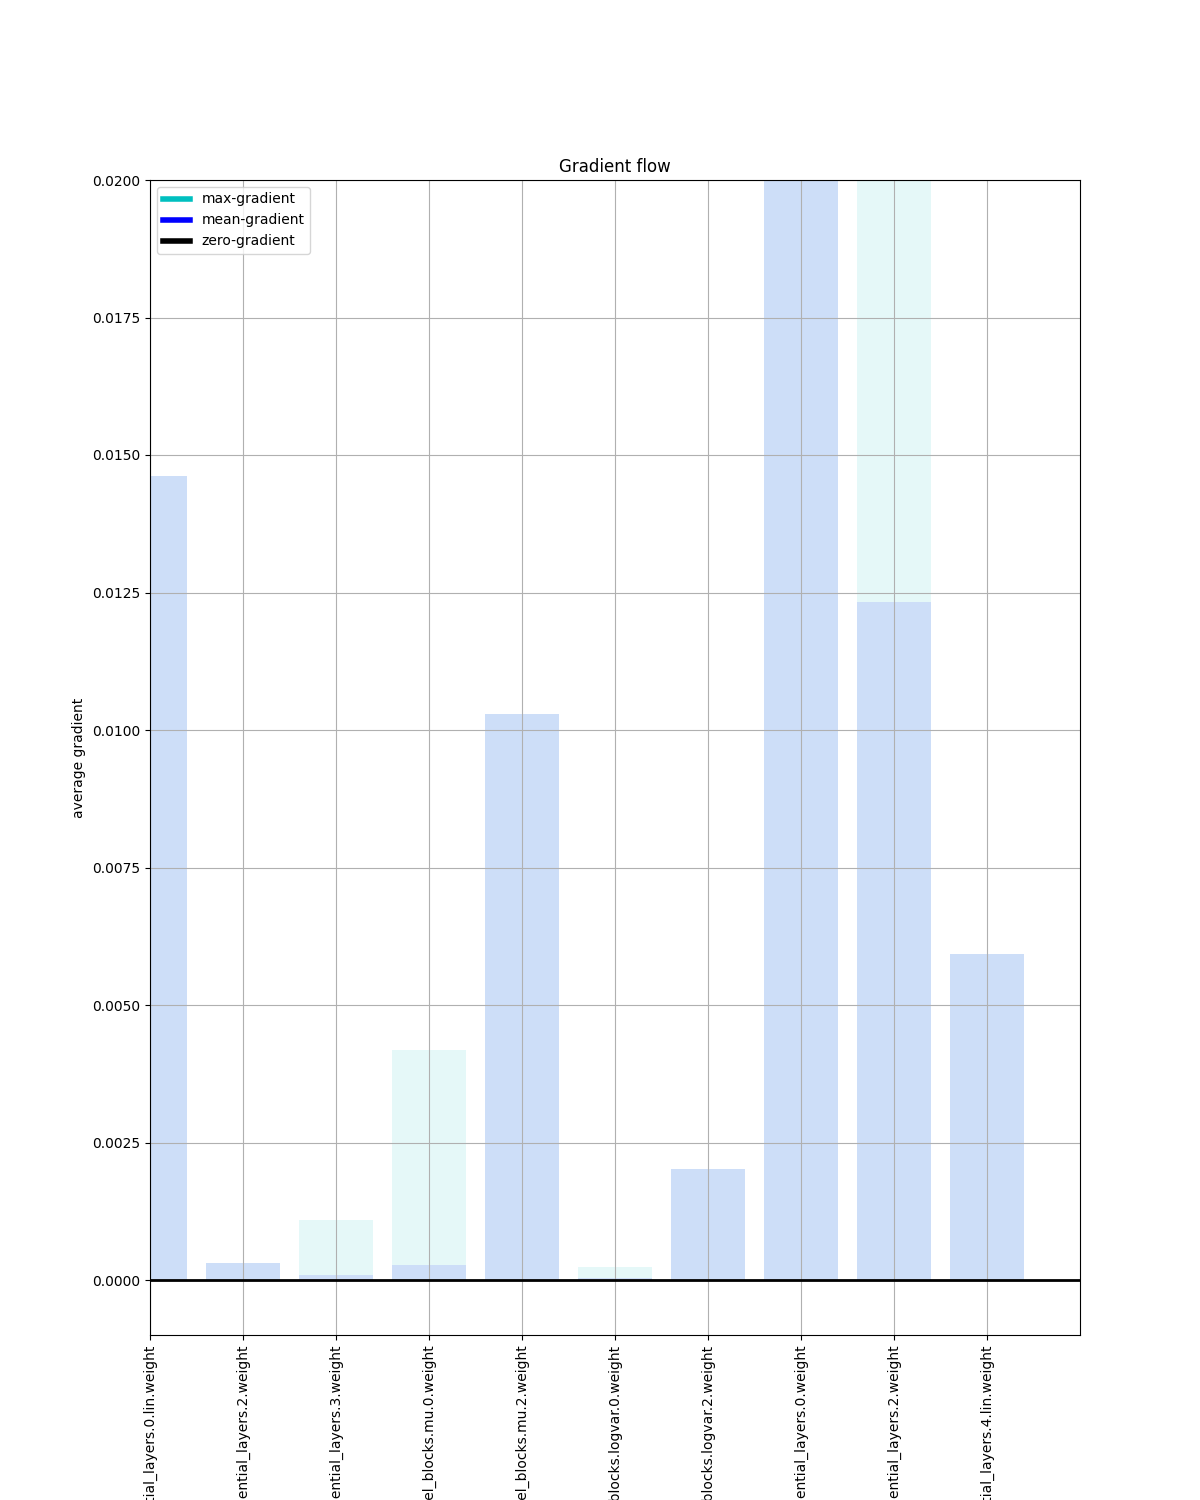 Gradient flow
max-gradient
mean-gradient
zero-gradient
0.0200
0.0175
0.0150
0.0125
0.0100
0.0075
0.0050
0.0025
0.0000
average gradient
tial_layers.0.lin.weight
ential_layers.2.weight
ential_layers.3.weight
el_blocks.mu.0.weight
el_blocks.mu.2.weight
blocks.logvar.0.weight
blocks.logvar.2.weight
ential_layers.0.weight
ential_layers.2.weight
tial_layers.4.lin.weight